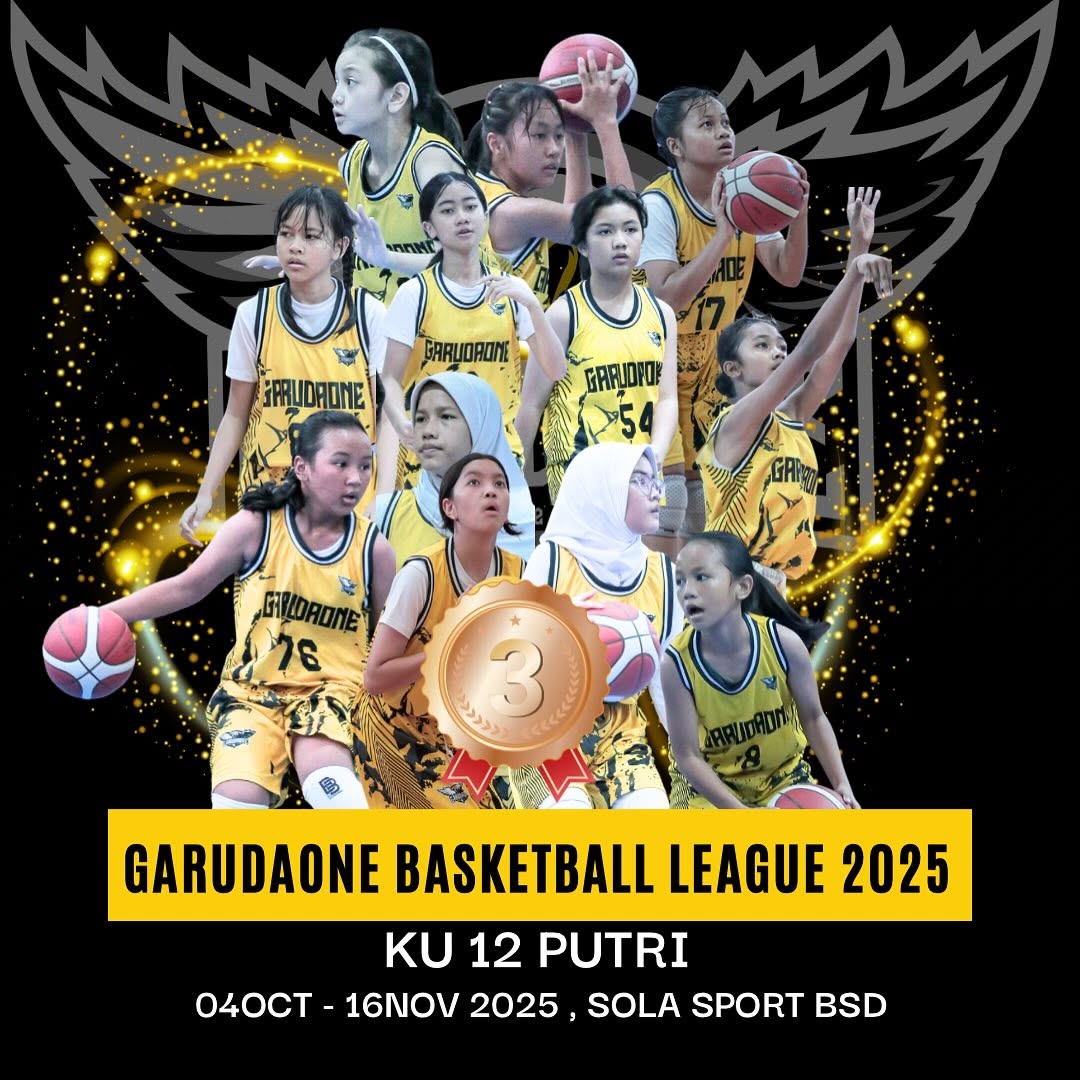 17
GARUDAONE
GARUDAONE
54
GARUDAONE
76
GARUDAONE
8
3
GARUDAONE BASKETBALL LEAGUE 2025
KU 12 PUTRI
04OCT - 16NOV 2025 , SOLA SPORT BSD